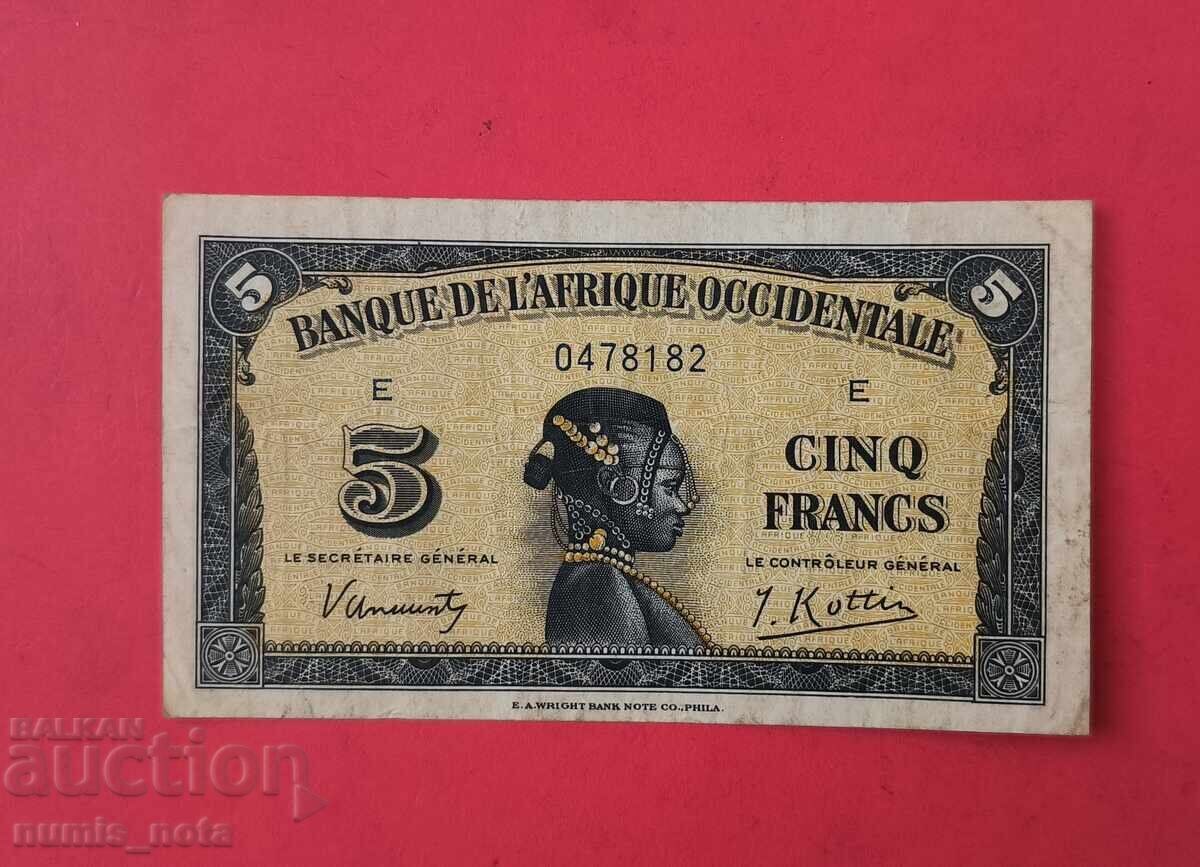 5 5
BANQUE DE L'AFRIQUE OCCIDENTALE
0478182
E E
5
CINQ
FRANCS
LE SECRÉTAIRE GÉNÉRAL
LE CONTRÔLEUR GÉNÉRAL
J. Kottin
E.A.WRIGHT BANK NOTE CO., PHILA.
BALKAN
auction
numis_nota